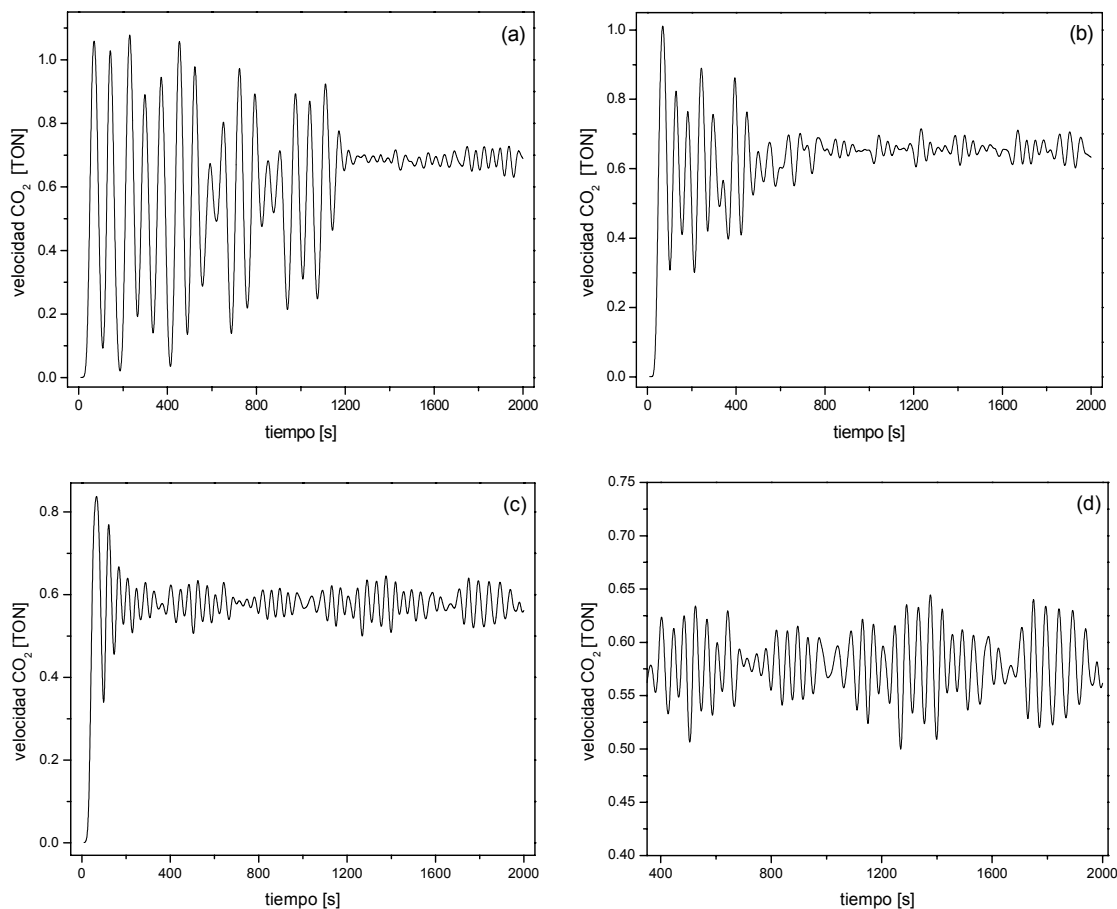 (a)
1.0
0.8
0.6
0.4
0.2
0.0
velocidad CO2 [TON]
0 400 800 1200 1600 2000
tiempo [s]
(b)
1.0
0.8
0.6
0.4
0.2
0.0
velocidad CO2 [TON]
0 400 800 1200 1600 2000
tiempo [s]
(c)
0.8
0.6
0.4
0.2
0.0
velocidad CO2 [TON]
0 400 800 1200 1600 2000
tiempo [s]
(d)
0.75
0.70
0.65
0.60
0.55
0.50
0.45
0.40
velocidad CO2 [TON]
400 800 1200 1600 2000
tiempo [s]